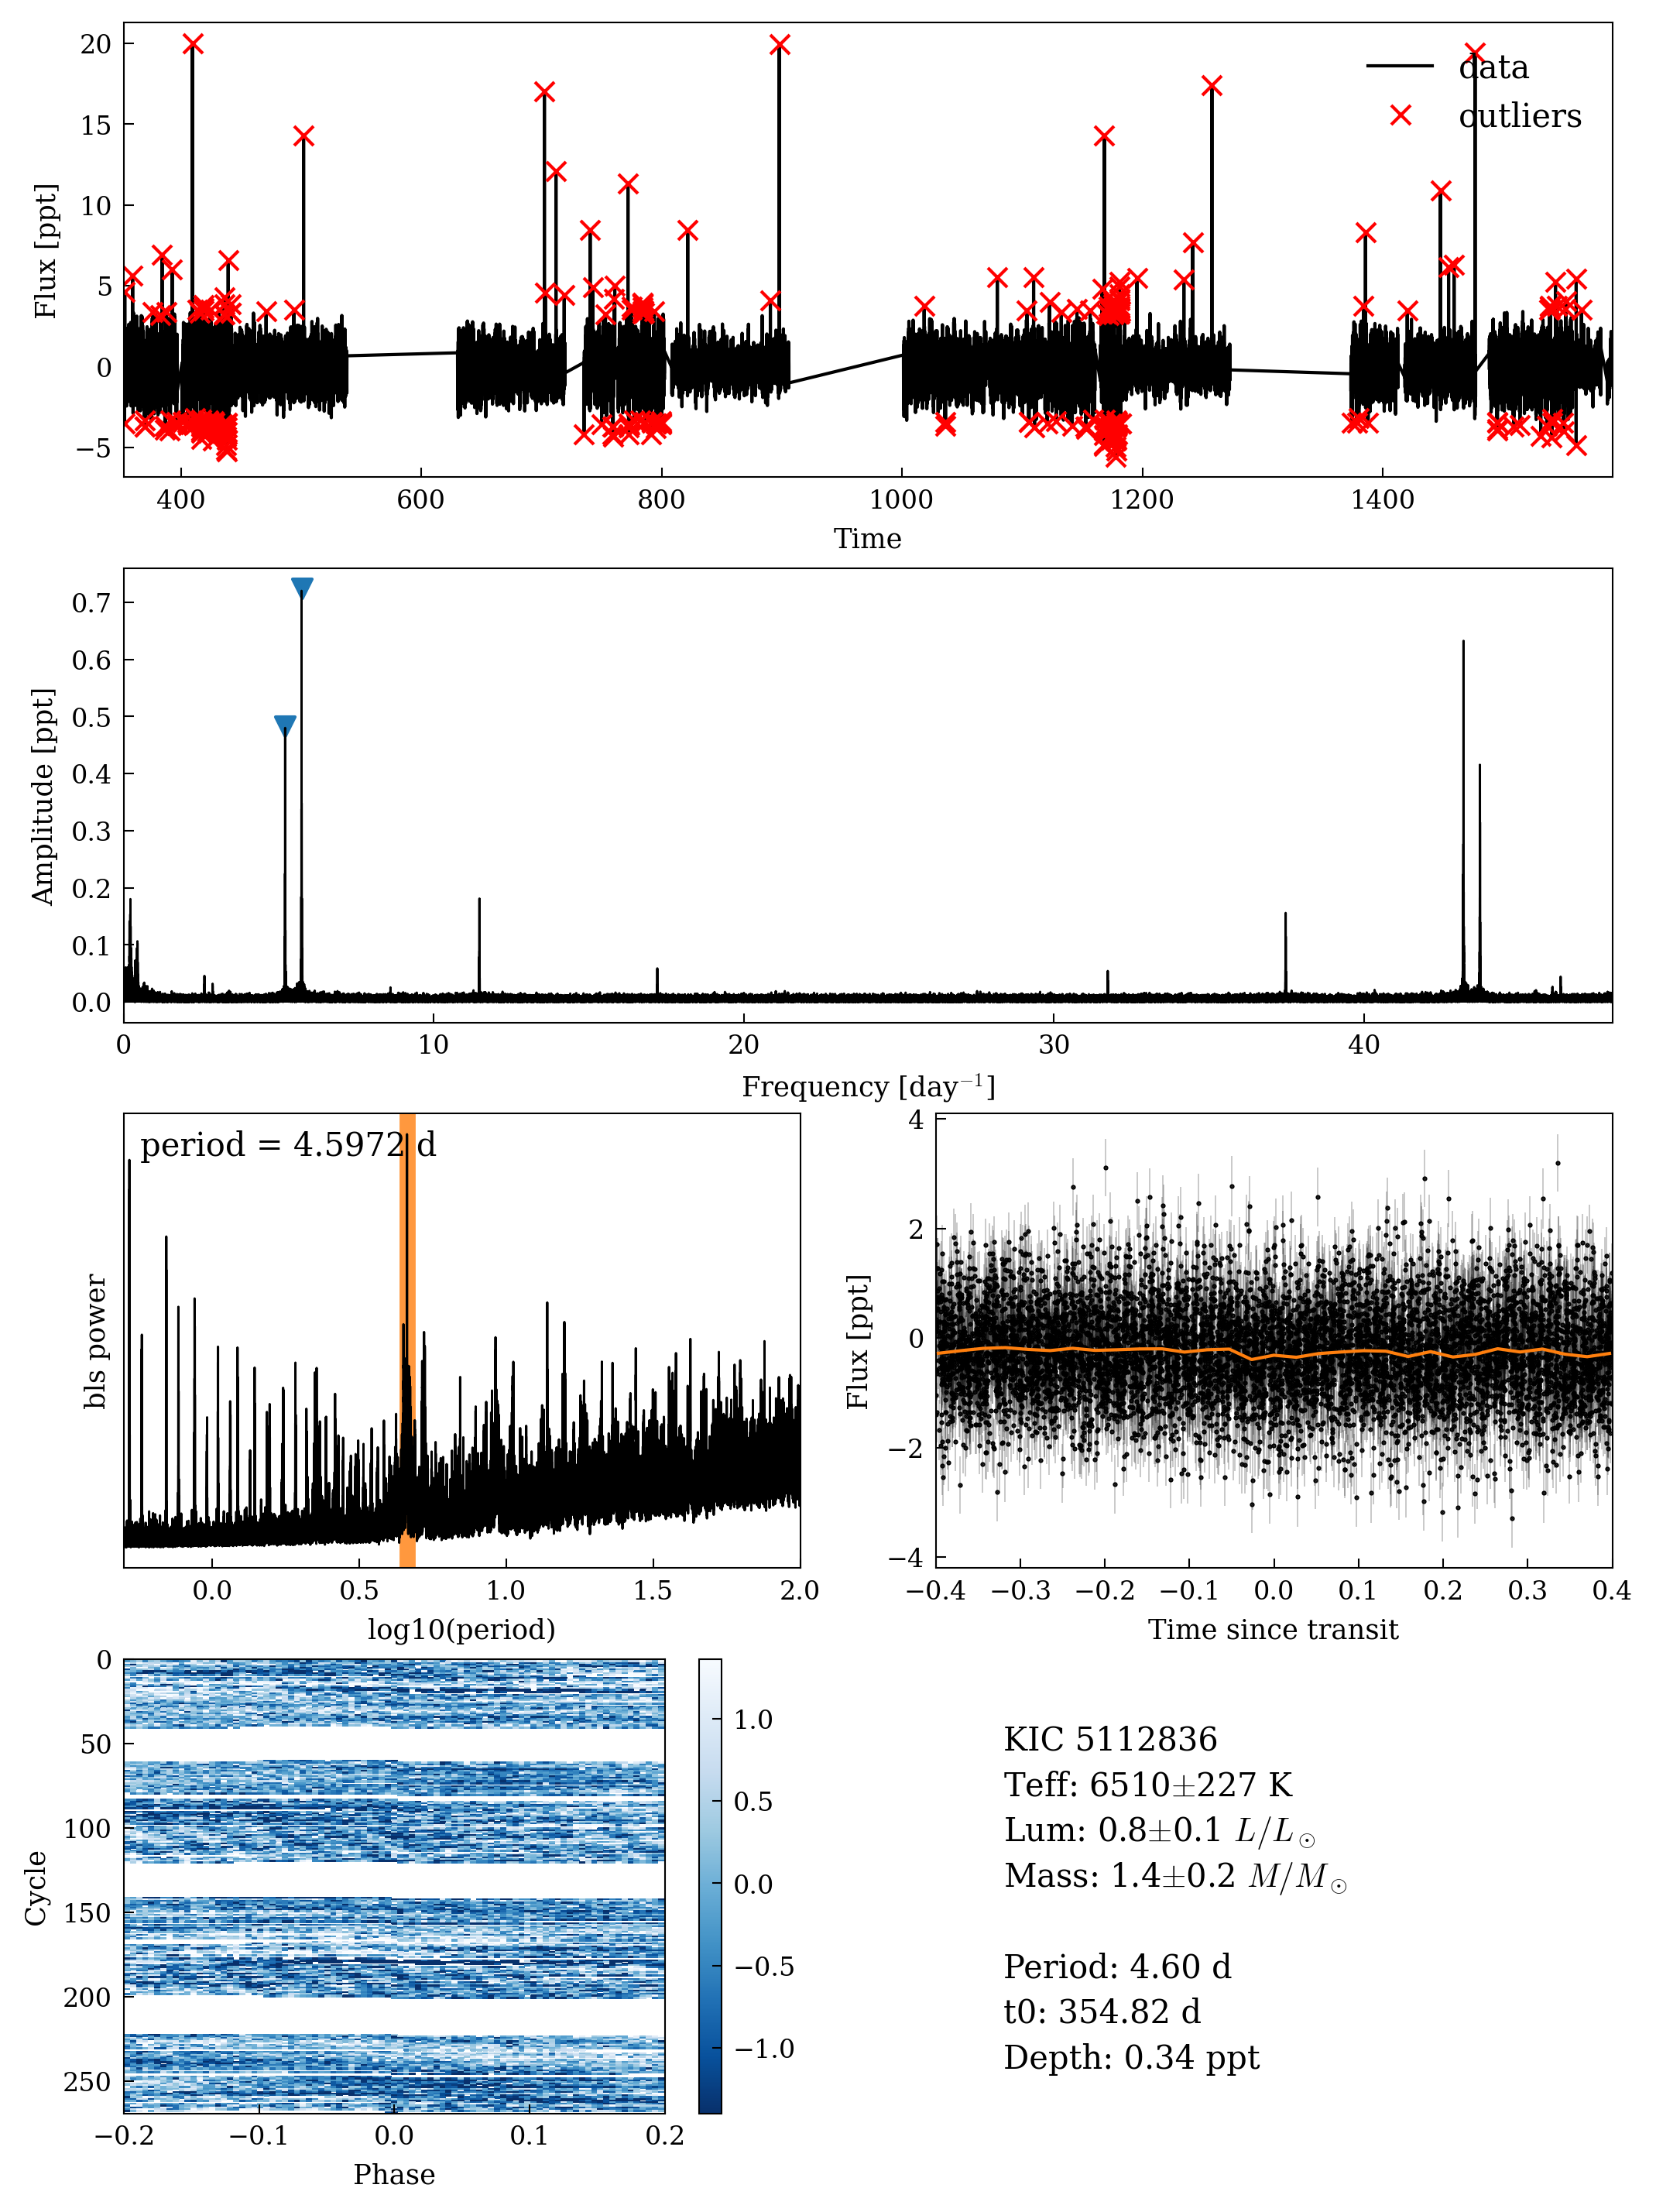 20
15
10
5
0
−5
Flux [ppt]
data
outliers
400 600 800 1000 1200 1400
Time
0.7
0.6
0.5
0.4
0.3
0.2
0.1
0.0
Amplitude [ppt]
0 10 20 30 40
Frequency [day⁻¹]
period = 4.5972 d
bls power
0.0 0.5 1.0 1.5 2.0
log10(period)
4
2
0
−2
−4
Flux [ppt]
−0.4 −0.3 −0.2 −0.1 0.0 0.1 0.2 0.3 0.4
Time since transit
0
50
100
150
200
250
Cycle
−0.2 −0.1 0.0 0.1 0.2
Phase
1.0
0.5
0.0
−0.5
−1.0
KIC 5112836
Teff: 6510±227 K
Lum: 0.8±0.1 L/L⊙
Mass: 1.4±0.2 M/M⊙
Period: 4.60 d
t0: 354.82 d
Depth: 0.34 ppt